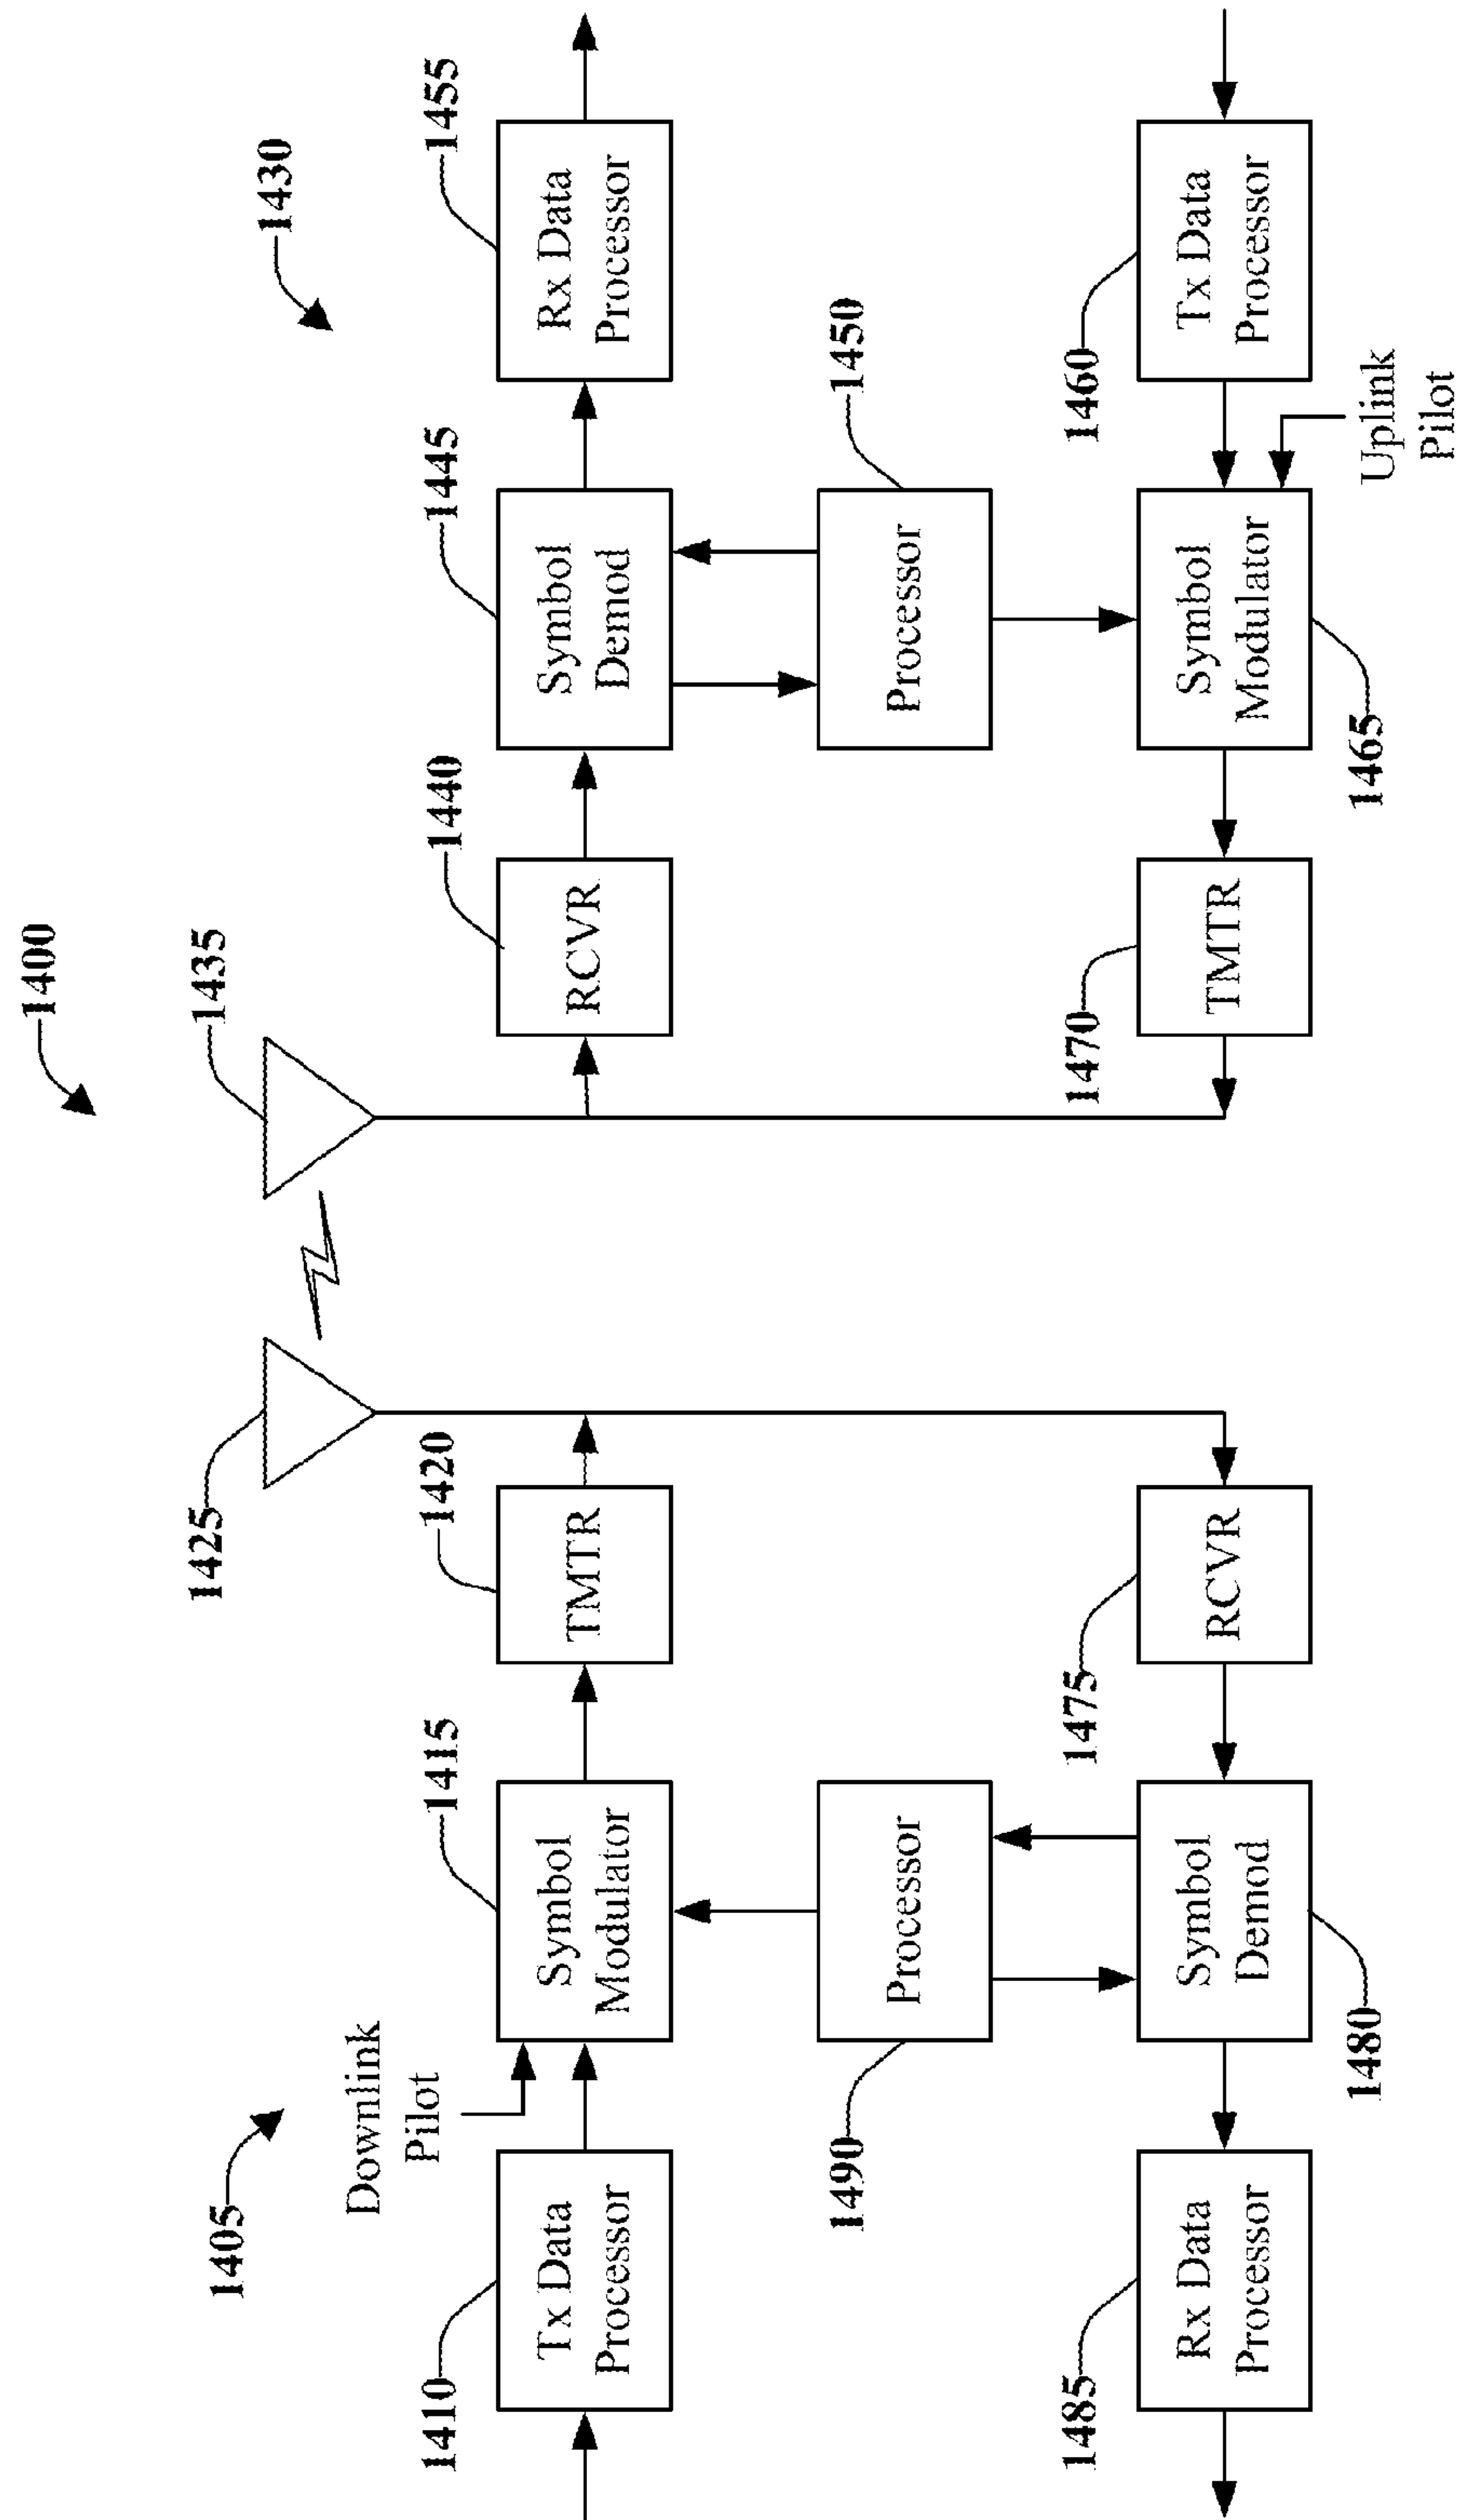 1400
1405
1425
1435
1430
Downlink
Pilot
1410
1415
1420
1440
1445
1455
Tx Data
Processor
Symbol
Modulator
TMTR
RCVR
Symbol
Demod
Rx Data
Processor
1490
Processor
Processor
1450
1485
1475
1470
1460
Rx Data
Processor
Symbol
Demod
RCVR
TMTR
Symbol
Modulator
Tx Data
Processor
1480
1465
Uplink
Pilot